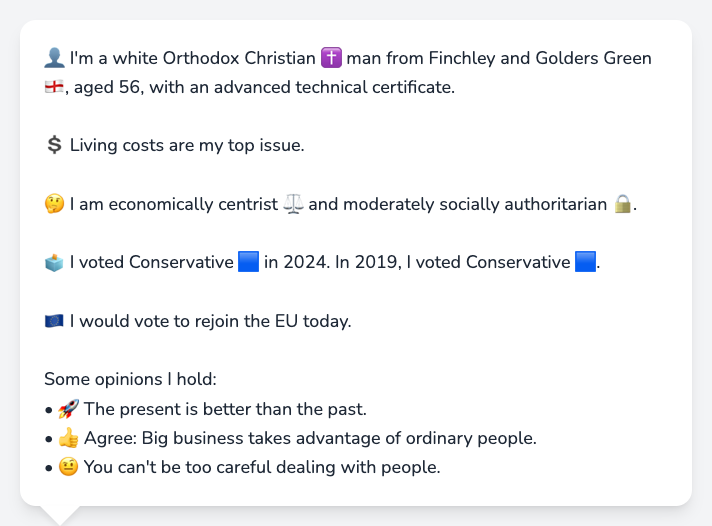 👤 I'm a white Orthodox Christian ✝️ man from Finchley and Golders Green
🏴󠁧󠁢󠁥󠁮󠁧󠁿, aged 56, with an advanced technical certificate.
💲 Living costs are my top issue.
🤔 I am economically centrist ⚖️ and moderately socially authoritarian 🔒.
🗳️ I voted Conservative 🟦 in 2024. In 2019, I voted Conservative 🟦.
🇪🇺 I would vote to rejoin the EU today.
Some opinions I hold:
• 🚀 The present is better than the past.
• 👍 Agree: Big business takes advantage of ordinary people.
• 🤨 You can't be too careful dealing with people.